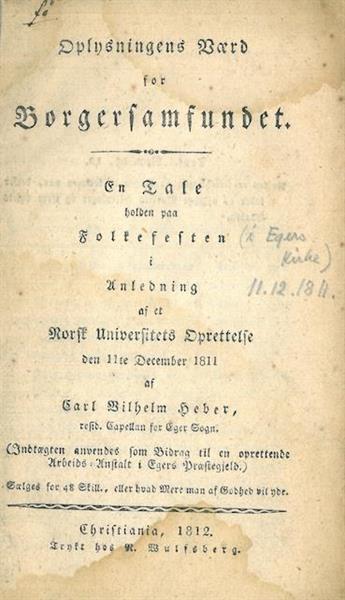 Oplysningens Værd
for
Borgersamfundet.
En Tale
holden paa
Folkefesten
(i Egers
Kirke)
i
Anledning
11.12.1811.
af et
Norsk Universitets Oprettelse
den 11te December 1811
af
Carl Wilhelm Heber,
resid. Capellan for Eger Sogn.
(Indtægten anvendes som Bidrag til en oprettende
Arbeids-Anstalt i Egers Præstegjeld.)
Sælges for 48 Skill., eller hvad Mere man af Godhed vil yde.
Christiania, 1812.
Trykt hos N. Wulfsberg.